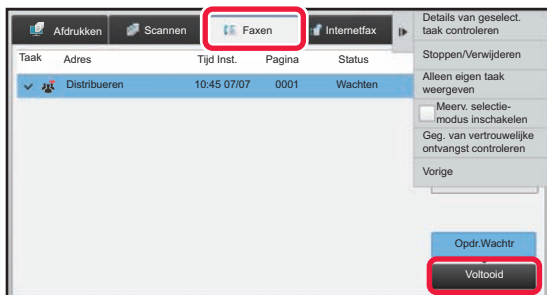 Afdrukken Scannen Faxen Internetfax
Taak Adres Tijd Inst. Pagina Status
Distribueren 10:45 07/07 0001 Wachten
Details van geselect.
taak controleren
Stoppen/Verwijderen
Alleen eigen taak
weergeven
Meerv. selectie-
modus inschakelen
Geg. van vertrouwelijke
ontvangst controleren
Vorige
Opdr.Wachtr
Voltooid